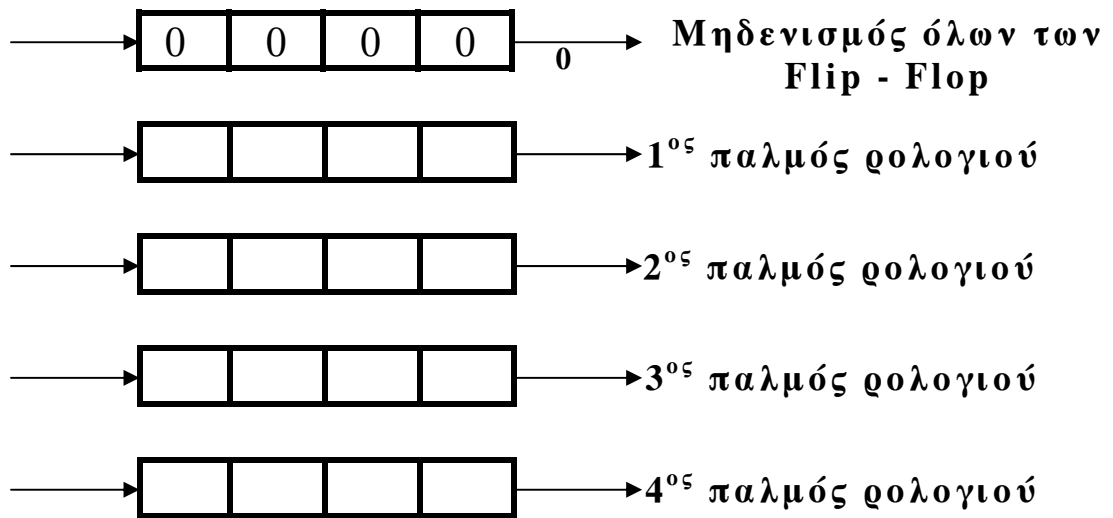 0 0 0 0 0 Μηδενισμός όλων των
Flip - Flop
1ος παλμός ρολογιού
2ος παλμός ρολογιού
3ος παλμός ρολογιού
4ος παλμός ρολογιού